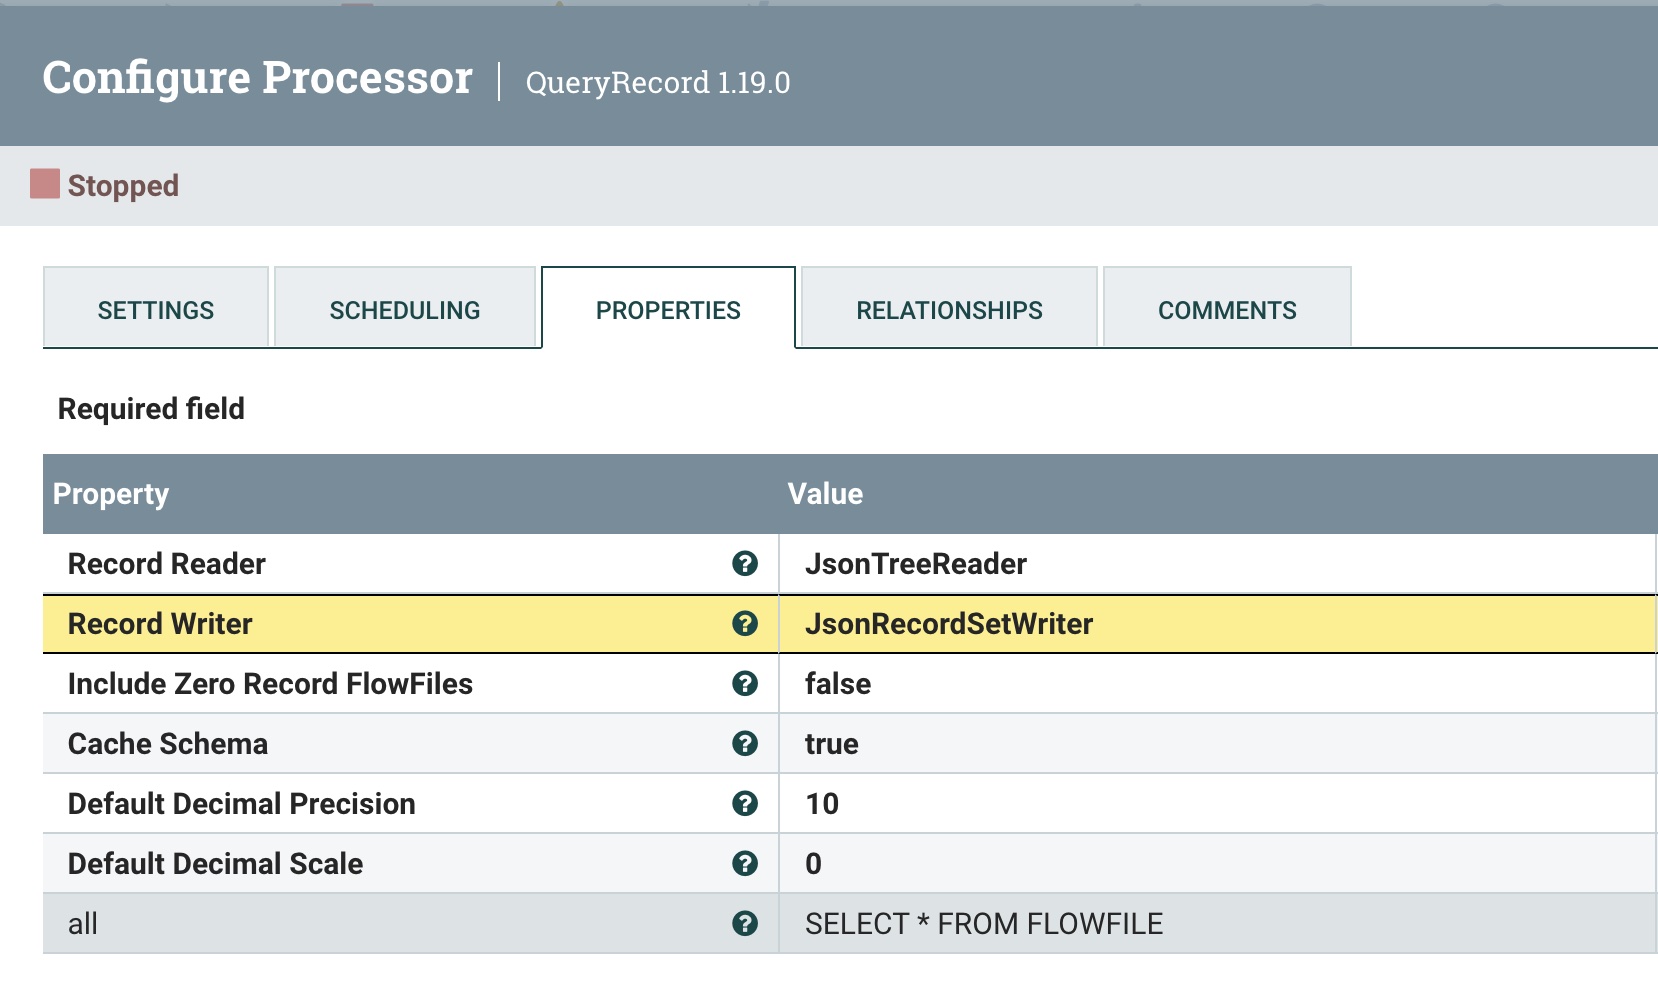 Configure Processor | QueryRecord 1.19.0
Stopped
SETTINGS SCHEDULING PROPERTIES RELATIONSHIPS COMMENTS
Required field
Property Value
Record Reader JsonTreeReader
Record Writer JsonRecordSetWriter
Include Zero Record FlowFiles false
Cache Schema true
Default Decimal Precision 10
Default Decimal Scale 0
all SELECT * FROM FLOWFILE